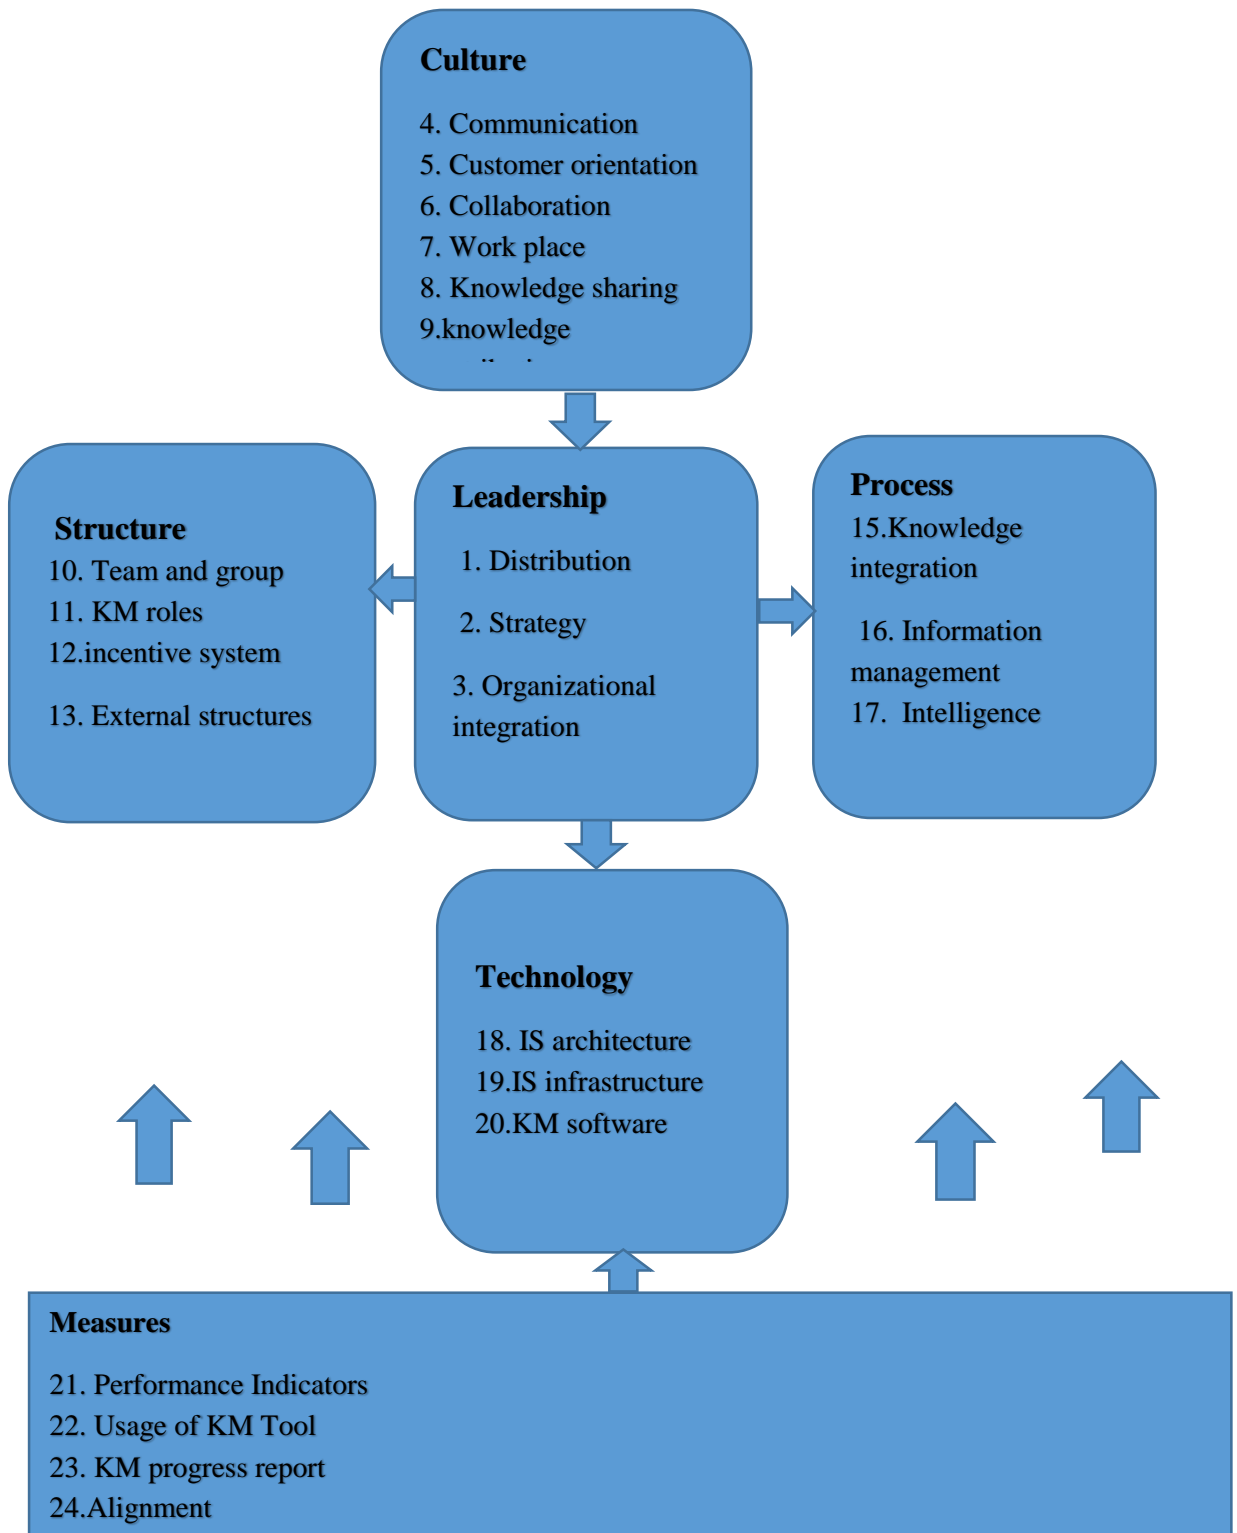 Culture
4. Communication
5. Customer orientation
6. Collaboration
7. Work place
8. Knowledge sharing
9.knowledge
Structure
10. Team and group
11. KM roles
12.incentive system
13. External structures
Leadership
1. Distribution
2. Strategy
3. Organizational
integration
Process
15.Knowledge
integration
16. Information
management
17. Intelligence
Technology
18. IS architecture
19.IS infrastructure
20.KM software
Measures
21. Performance Indicators
22. Usage of KM Tool
23. KM progress report
24.Alignment